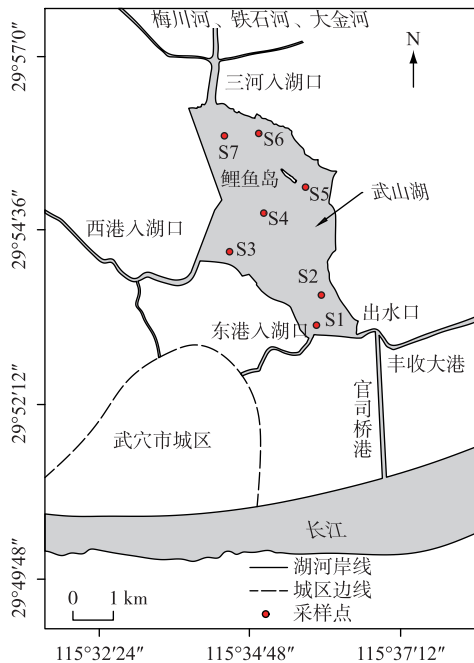 梅川河、铁石河、大金河
29°57′0″
N
三河入湖口
S6
S7
鲤鱼岛
S5
武山湖
29°54′36″
S4
西港入湖口
S3
S2
出水口
东港入湖口
S1
丰收大港
29°52′12″
官司桥港
武穴市城区
长江
29°49′48″
湖河岸线
城区边线
0 1 km
采样点
115°32′24″ 115°34′48″ 115°37′12″